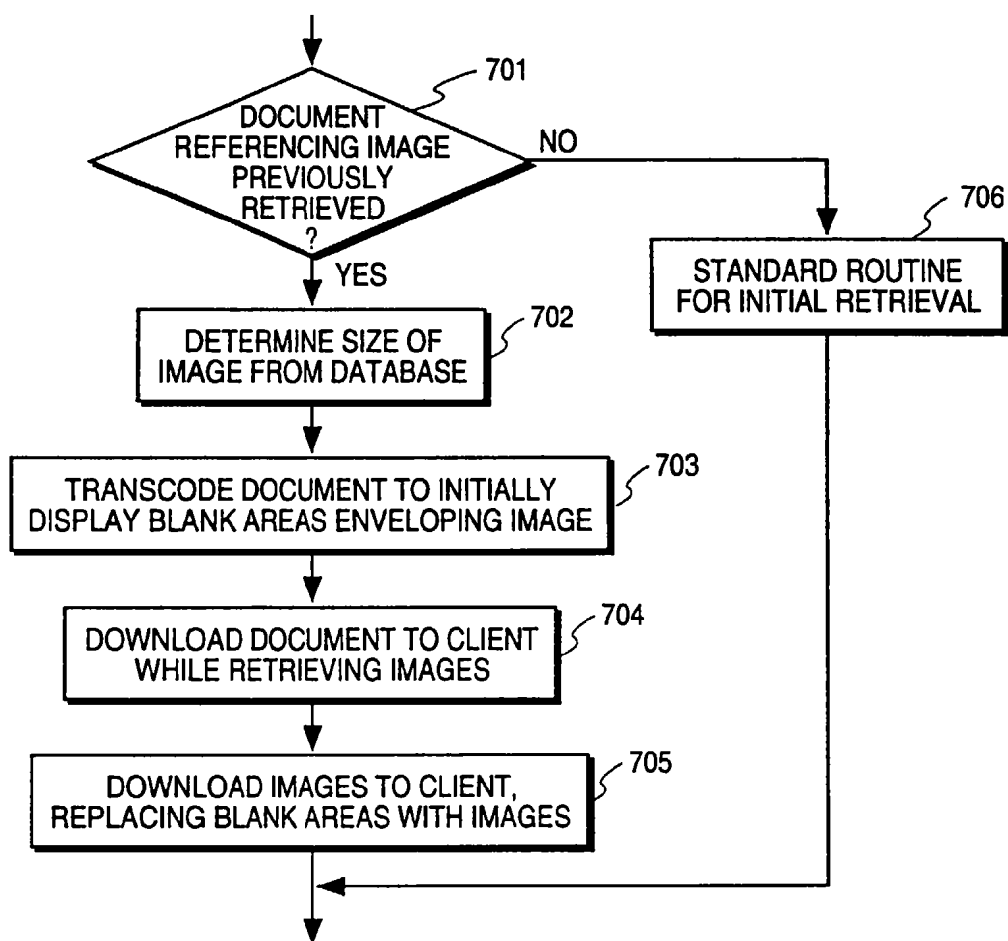 701
DOCUMENT
REFERENCING IMAGE
PREVIOUSLY
RETRIEVED
?
NO
YES
706
STANDARD ROUTINE
FOR INITIAL RETRIEVAL
702
DETERMINE SIZE OF
IMAGE FROM DATABASE
703
TRANSCODE DOCUMENT TO INITIALLY
DISPLAY BLANK AREAS ENVELOPING IMAGE
704
DOWNLOAD DOCUMENT TO CLIENT
WHILE RETRIEVING IMAGES
705
DOWNLOAD IMAGES TO CLIENT,
REPLACING BLANK AREAS WITH IMAGES